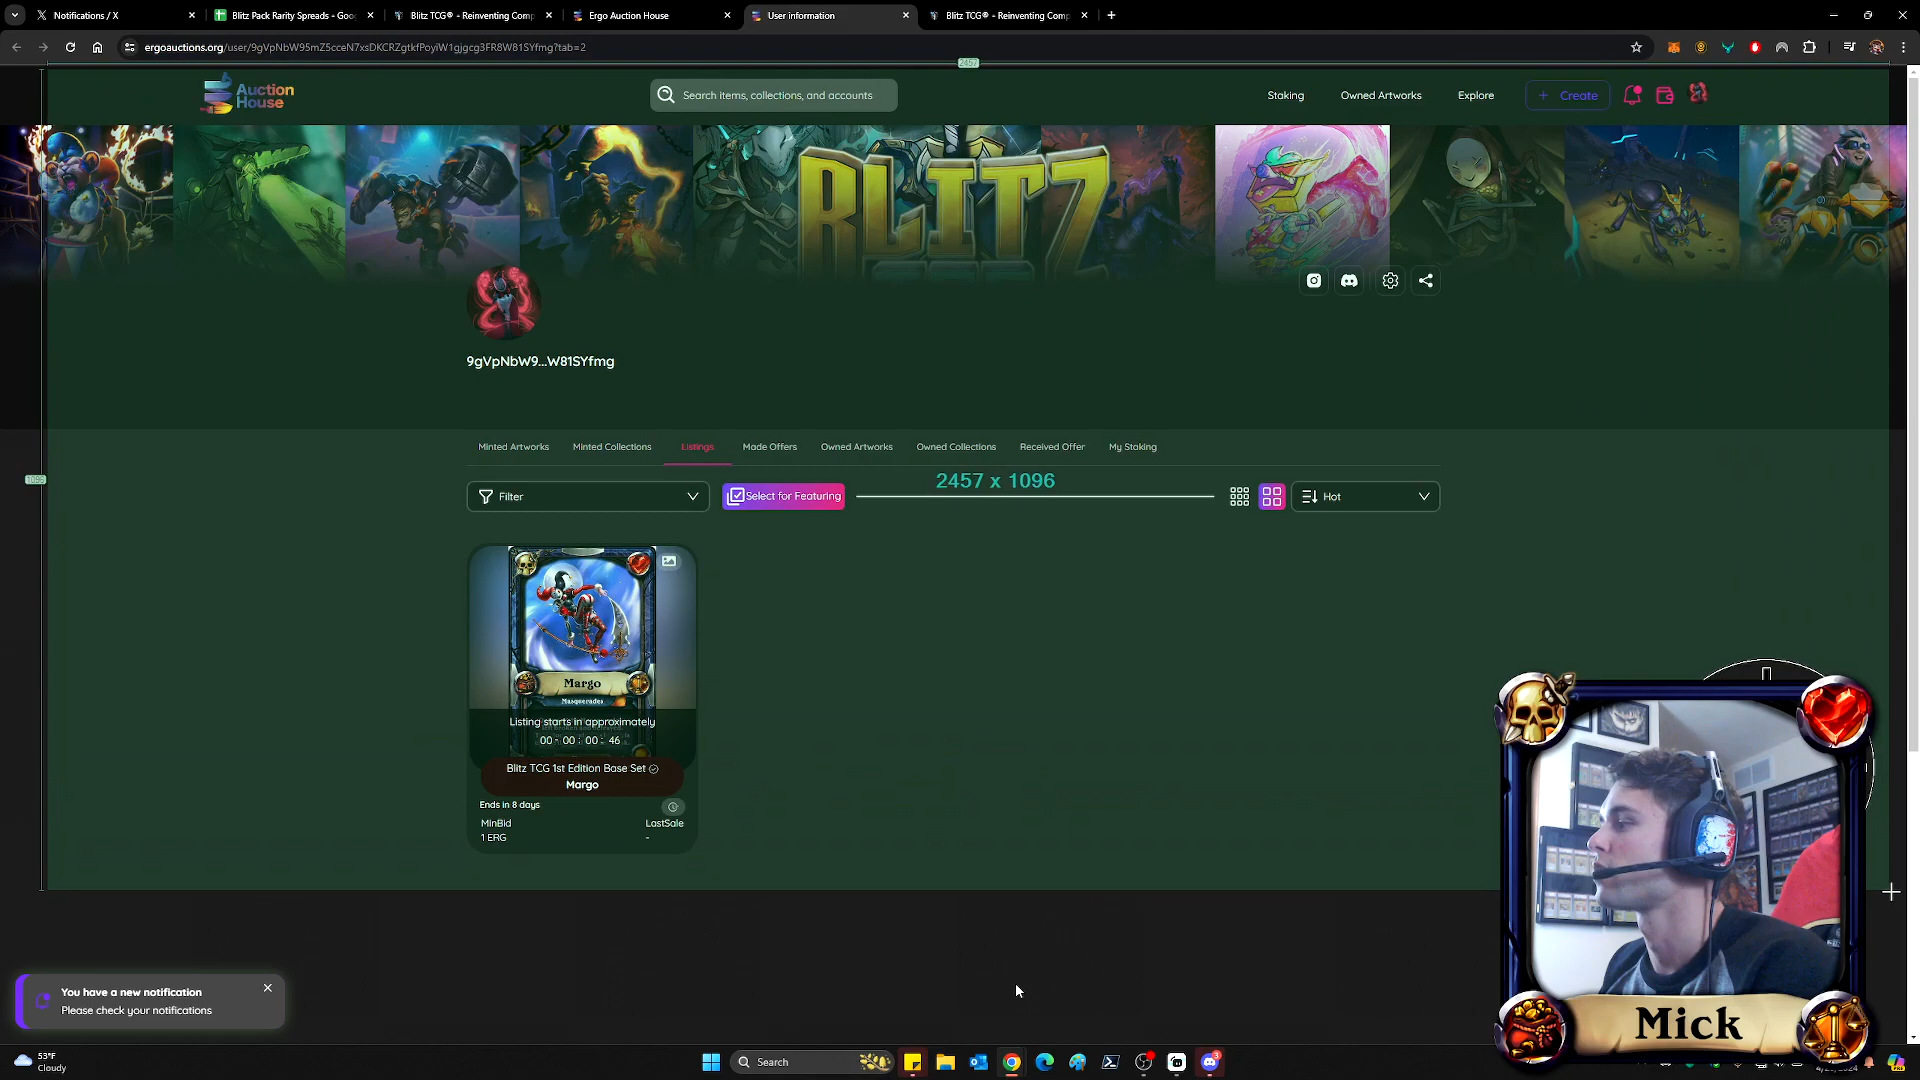 Notifications / X
Blitz Pack Rarity Spreads - Goo
Blitz TCG® - Reinventing Comp
Ergo Auction House
User information
Blitz TCG® - Reinventing Comp
ergoauctions.org/user/9gVpNbW95mZ5cceN7xsDKCRZgtkfPoyiW1gjgcg3FR8W81SYfmg?tab=2
2457
Auction
House
Search items, collections, and accounts
Staking
Owned Artworks
Explore
Create
BLITZ
9gVpNbW9...W81SYfmg
Minted Artworks
Minted Collections
Listings
Made Offers
Owned Artworks
Owned Collections
Received Offer
My Staking
1096
2457 x 1096
Filter
Select for Featuring
Hot
Margo
Masquerades
Listing starts in approximately
00 : 00 : 00 : 46
Blitz TCG 1st Edition Base Set
Margo
Ends in 8 days
MinBid
LastSale
1 ERG
-
You have a new notification
Please check your notifications
Mick
53°F
Cloudy
Search